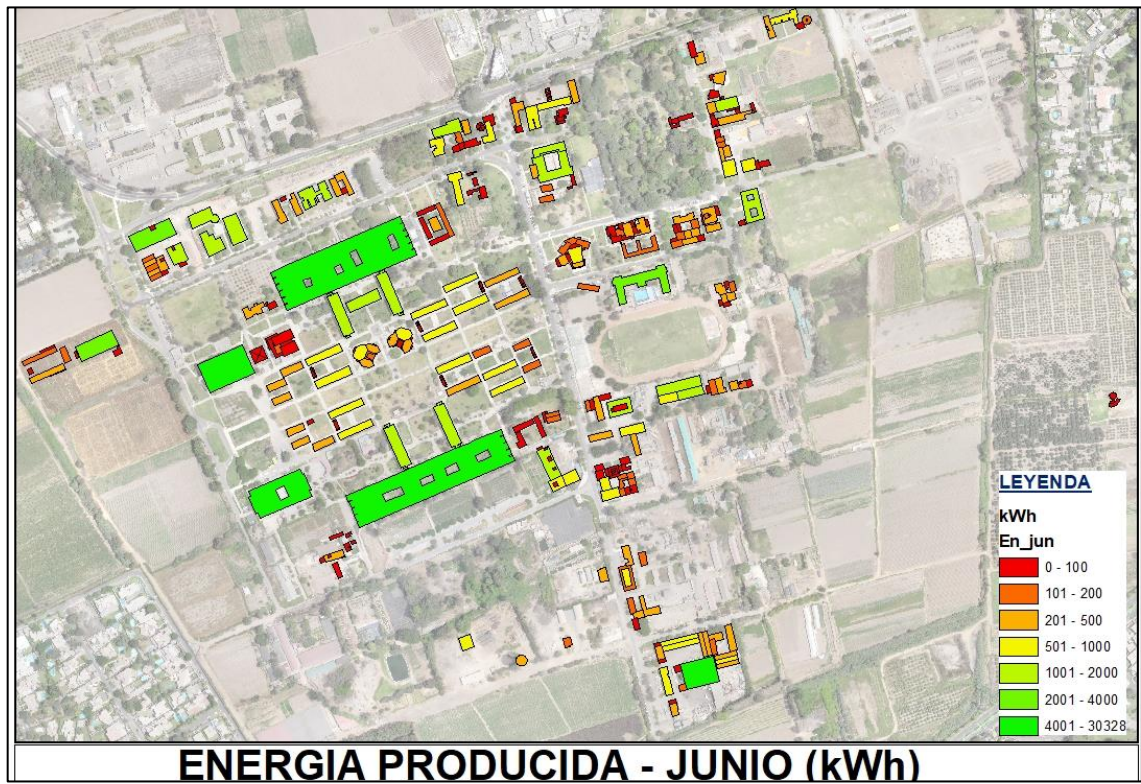 LEYENDA
kWh
En_jun
0 - 100
101 - 200
201 - 500
501 - 1000
1001 - 2000
2001 - 4000
4001 - 30328
ENERGIA PRODUCIDA - JUNIO (kWh)